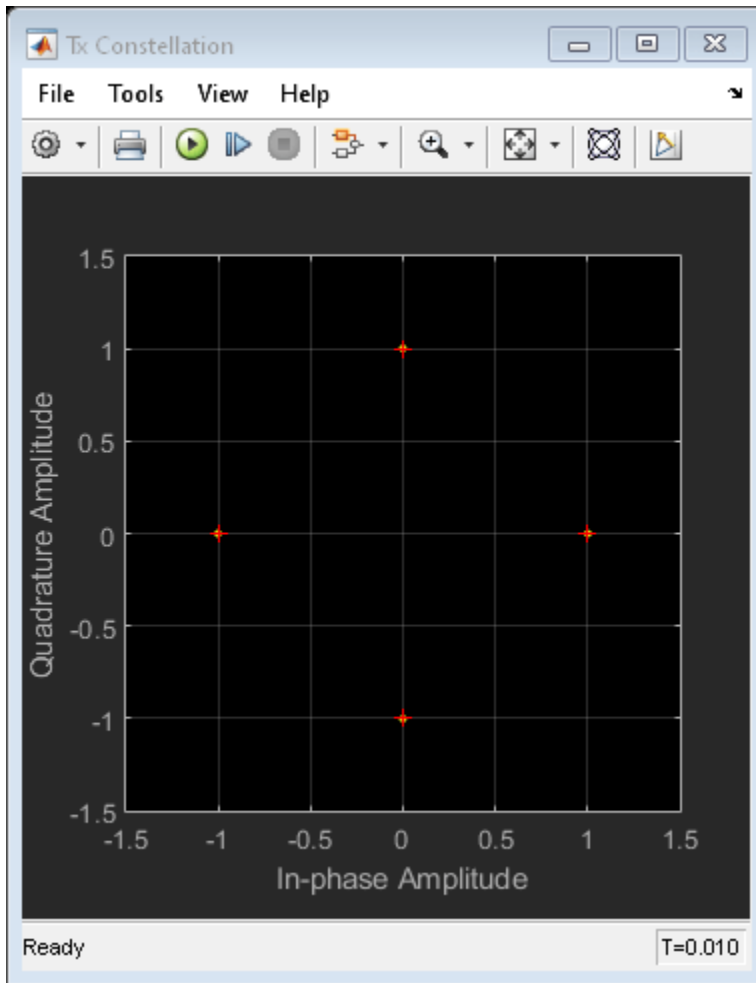 Tx Constellation
File Tools View Help
1.5
1
0.5
0
-0.5
-1
-1.5
Quadrature Amplitude
-1.5 -1 -0.5 0 0.5 1 1.5
In-phase Amplitude
Ready T=0.010